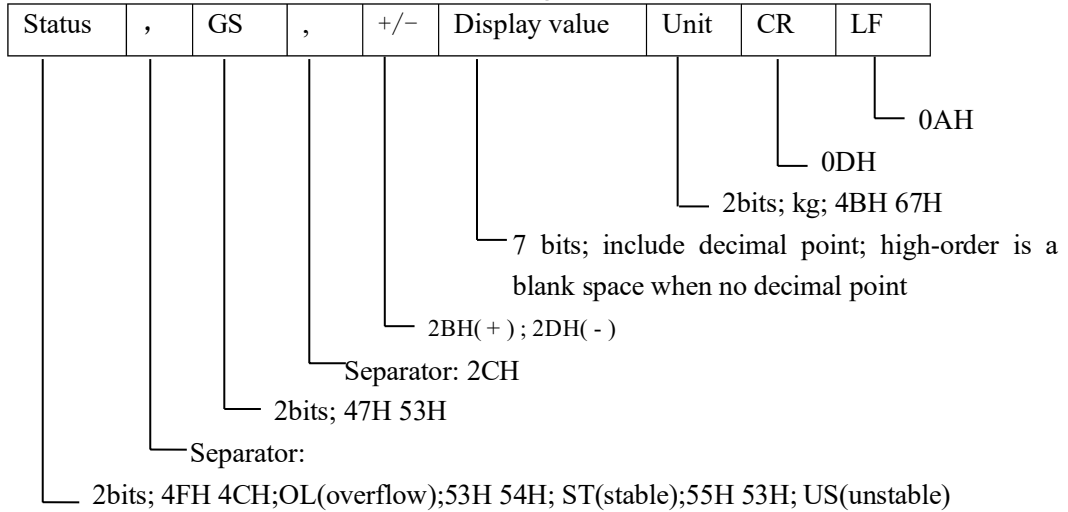 Status , GS , +/− Display value Unit CR LF
0AH
0DH
2bits; kg; 4BH 67H
7 bits; include decimal point; high-order is a
blank space when no decimal point
2BH( + ) ; 2DH( - )
Separator: 2CH
2bits; 47H 53H
Separator:
2bits; 4FH 4CH;OL(overflow);53H 54H; ST(stable);55H 53H; US(unstable)